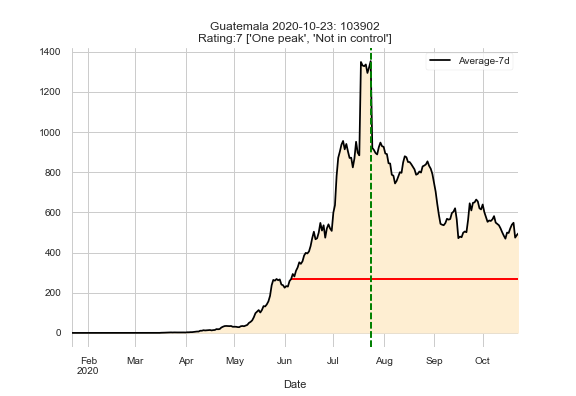 Guatemala 2020-10-23: 103902
Rating:7 ['One peak', 'Not in control']
Average-7d
1400
1200
1000
800
600
400
200
0
Feb Mar Apr May Jun Jul Aug Sep Oct
2020
Date